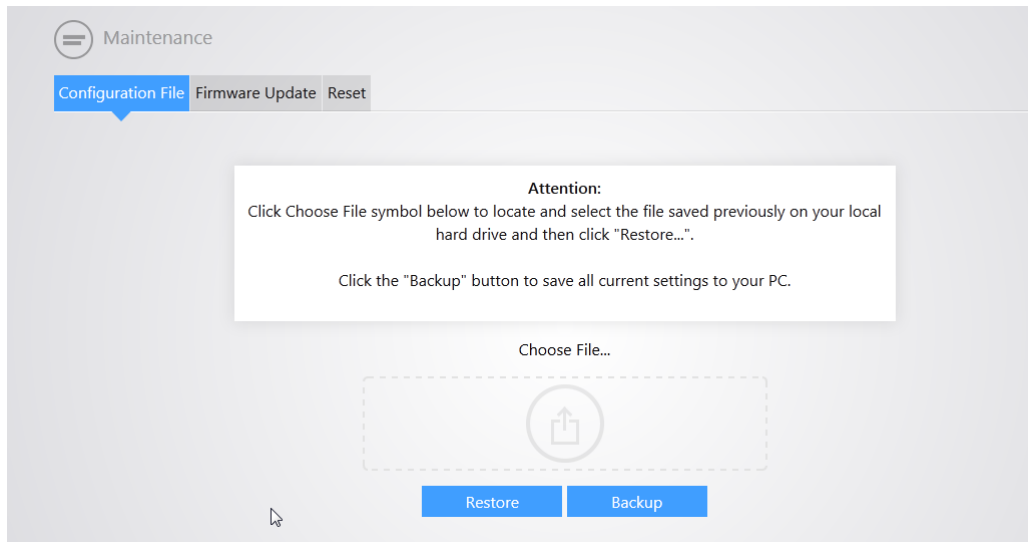 Maintenance
Configuration File Firmware Update Reset
Attention:
Click Choose File symbol below to locate and select the file saved previously on your local
hard drive and then click "Restore...".
Click the "Backup" button to save all current settings to your PC.
Choose File...
Restore Backup